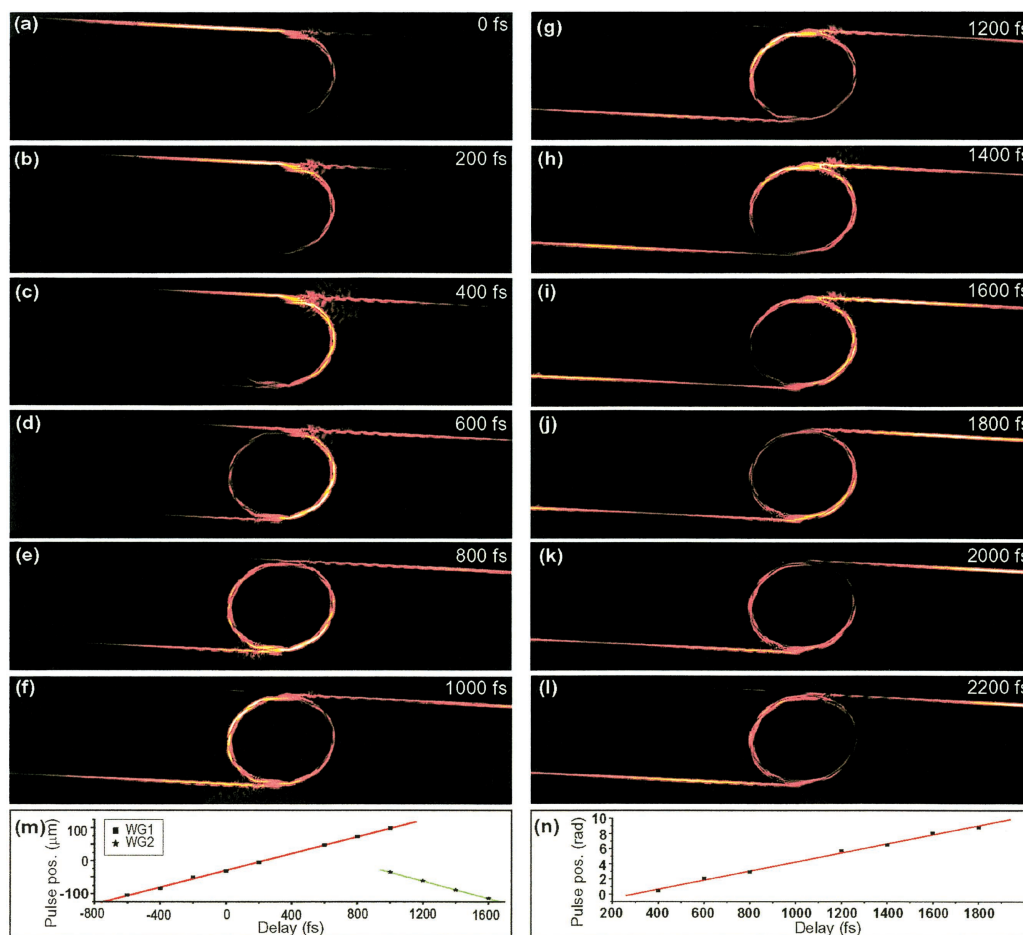 (a) 0 fs
(b) 200 fs
(c) 400 fs
(d) 600 fs
(e) 800 fs
(f) 1000 fs
(g) 1200 fs
(h) 1400 fs
(i) 1600 fs
(j) 1800 fs
(k) 2000 fs
(l) 2200 fs
(m)
WG1
WG2
Pulse pos. (µm)
100
0
-100
-800 -400 0 400 800 1200 1600
Delay (fs)
(n)
Pulse pos. (rad)
10
8
6
4
2
0
200 400 600 800 1000 1200 1400 1600 1800
Delay (fs)